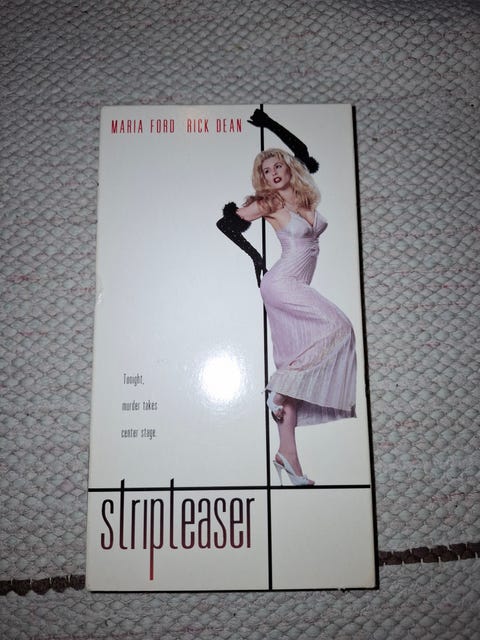 MARIA FORD RICK DEAN
Tonight,
murder takes
center stage.
stripteaser